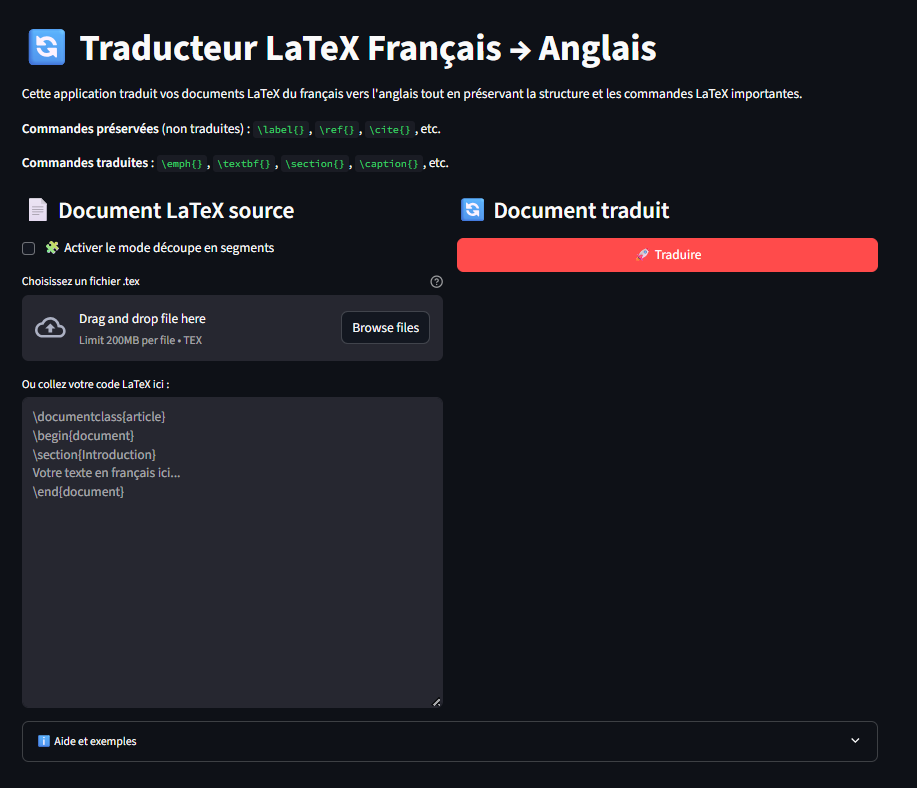 Traducteur LaTeX Français → Anglais
Cette application traduit vos documents LaTeX du français vers l'anglais tout en préservant la structure et les commandes LaTeX importantes.
Commandes préservées (non traduites) : \label{} , \ref{} , \cite{} , etc.
Commandes traduites : \emph{} , \textbf{} , \section{} , \caption{} , etc.
Document LaTeX source
Activer le mode découpe en segments
Choisissez un fichier .tex
Drag and drop file here
Limit 200MB per file • TEX
Browse files
Ou collez votre code LaTeX ici :
\documentclass{article}
\begin{document}
\section{Introduction}
Votre texte en français ici...
\end{document}
Document traduit
Traduire
Aide et exemples